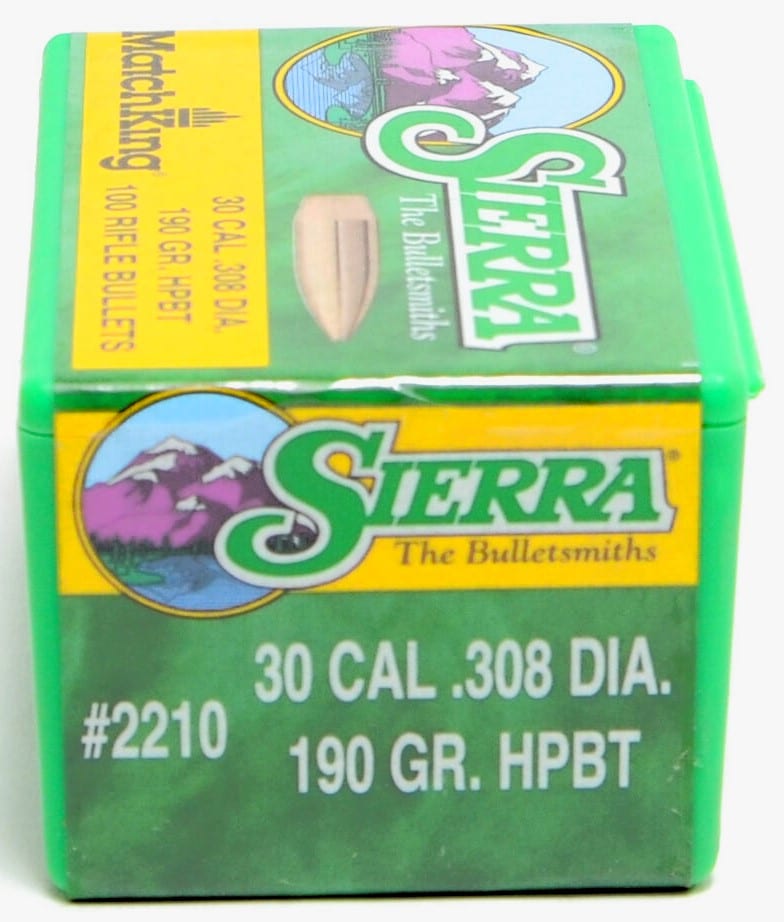 MatchKing®
30 CAL .308 DIA.
190 GR. HPBT
100 RIFLE BULLETS
SIERRA®
The Bulletsmiths
SIERRA®
The Bulletsmiths
#2210
30 CAL .308 DIA.
190 GR. HPBT